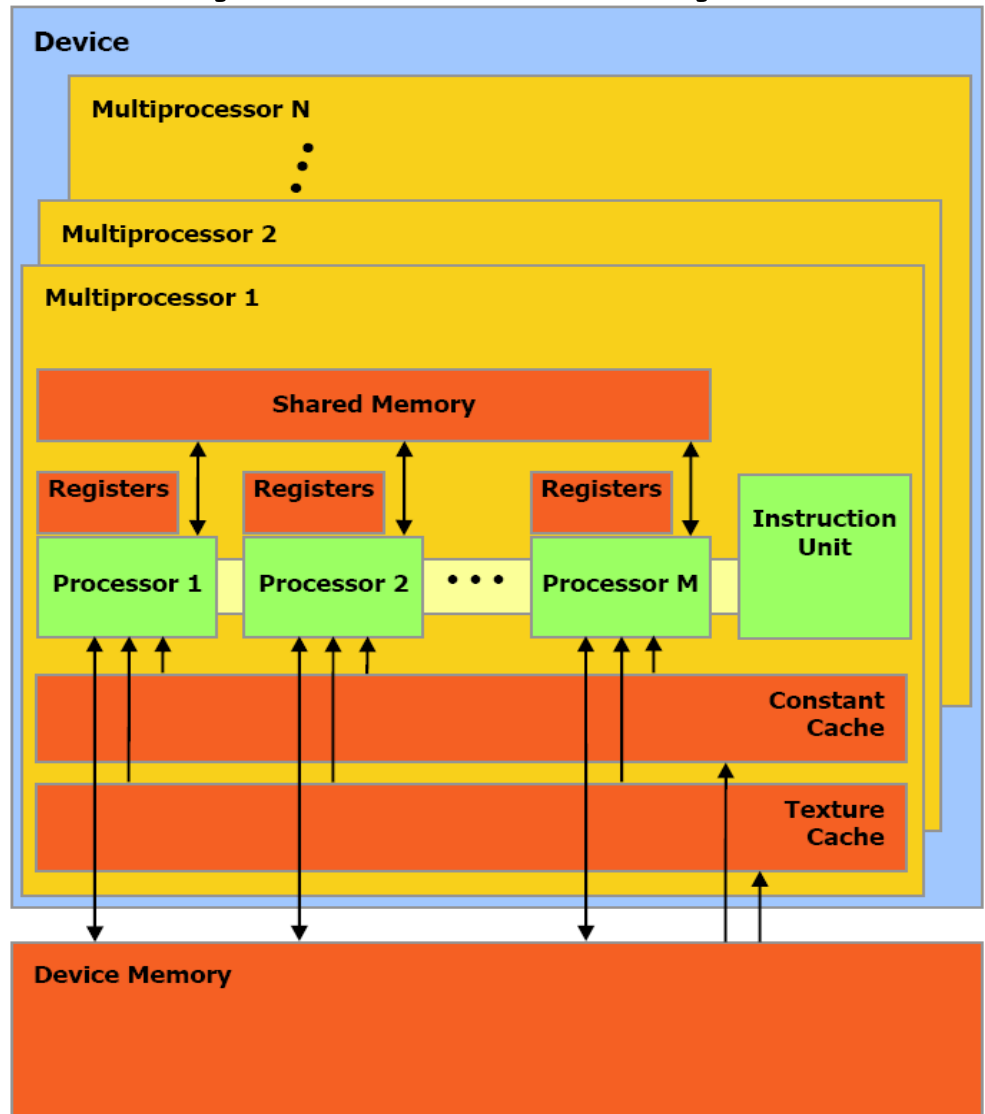 Device
Multiprocessor N
Multiprocessor 2
Multiprocessor 1
Shared Memory
Registers
Registers
Registers
Instruction
Unit
Processor 1
Processor 2
• • •
Processor M
Constant
Cache
Texture
Cache
Device Memory